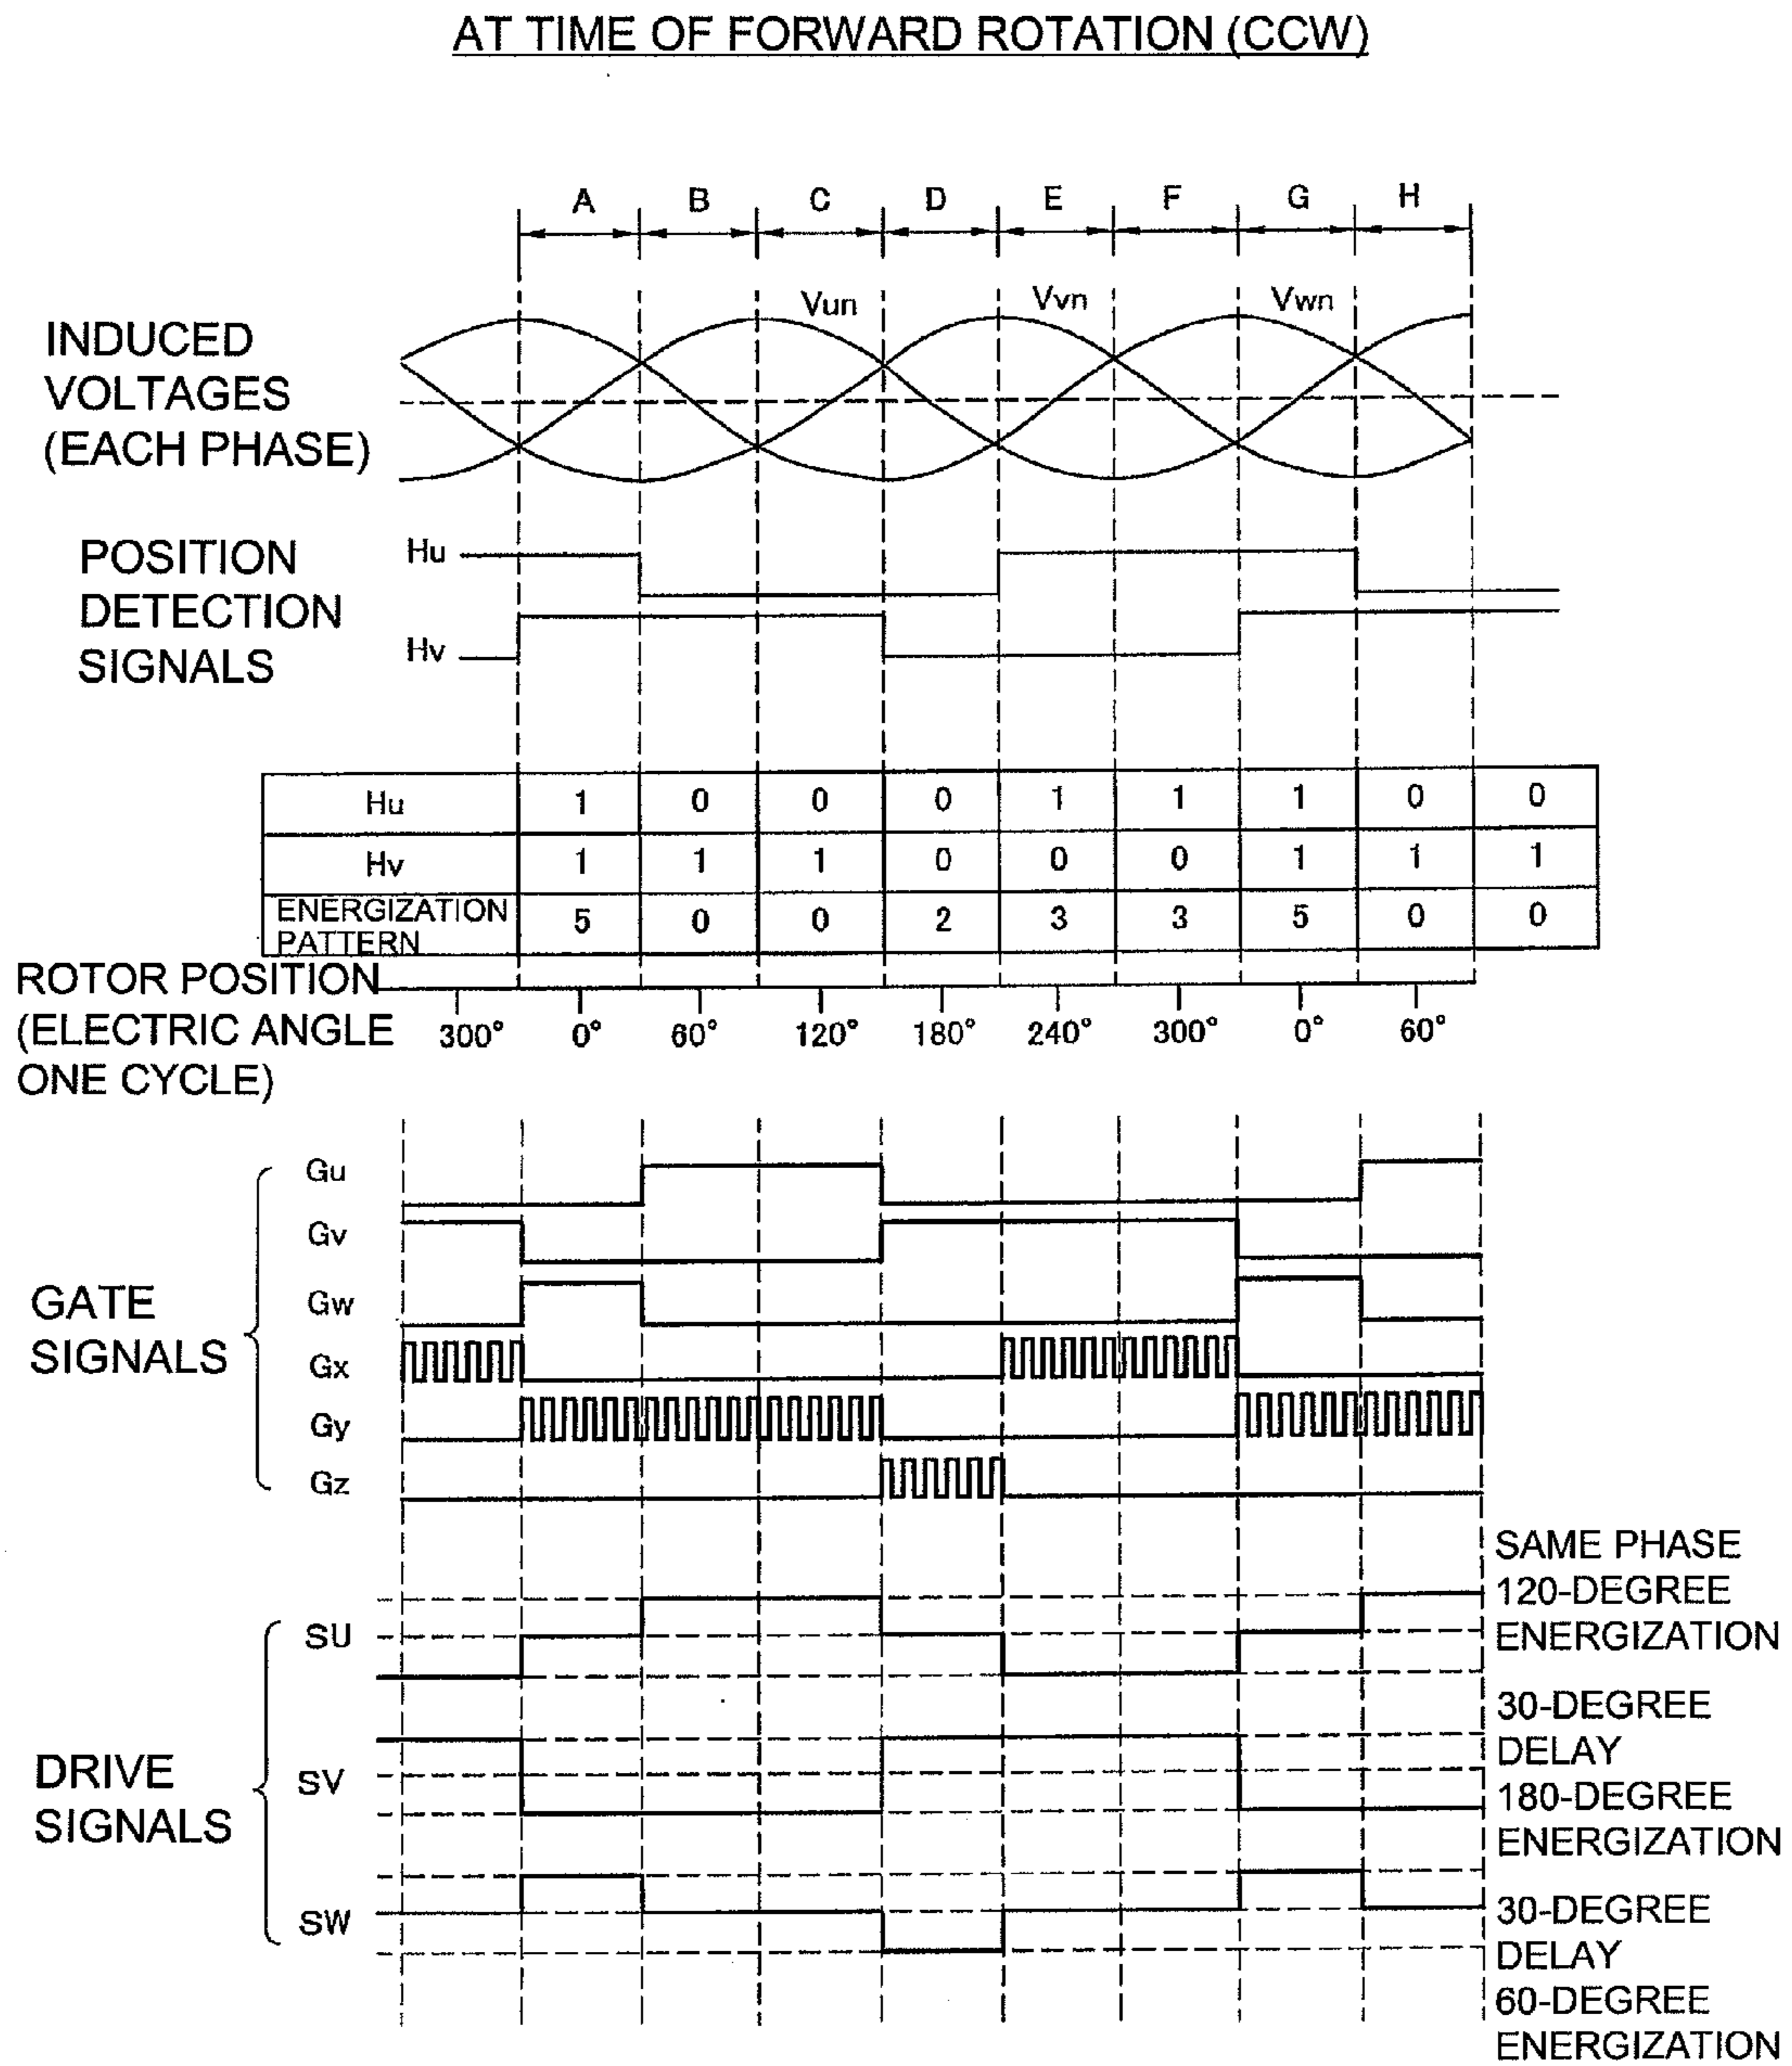 AT TIME OF FORWARD ROTATION (CCW)
A B C D E F G H
Vun Vvn Vwn
INDUCED
VOLTAGES
(EACH PHASE)
POSITION
DETECTION
SIGNALS
Hu
Hv
Hu 1 0 0 0 1 1 1 0 0
Hv 1 1 1 0 0 0 1 1 1
ENERGIZATION
PATTERN 5 0 0 2 3 3 5 0 0
ROTOR POSITION
(ELECTRIC ANGLE
ONE CYCLE)
300° 0° 60° 120° 180° 240° 300° 0° 60°
GATE
SIGNALS
Gu
Gv
Gw
Gx
Gy
Gz
DRIVE
SIGNALS
SU
SV
SW
SAME PHASE
120-DEGREE
ENERGIZATION
30-DEGREE
DELAY
180-DEGREE
ENERGIZATION
30-DEGREE
DELAY
60-DEGREE
ENERGIZATION